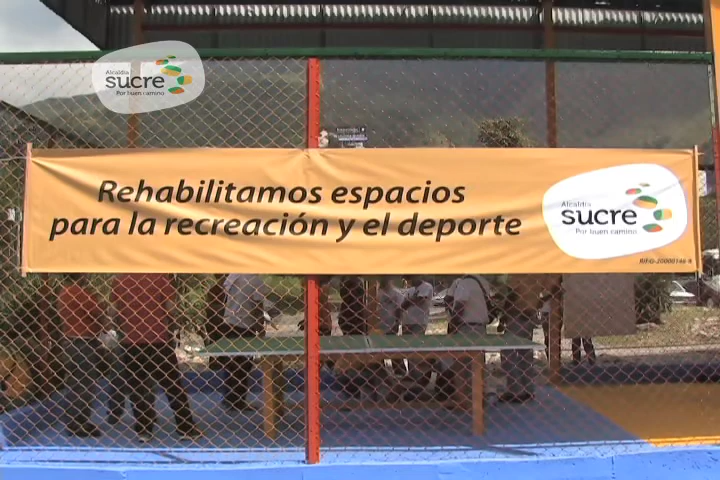 Alcaldía
sucre
Por buen camino
Rehabilitamos espacios
para la recreación y el deporte
Alcaldía
sucre
Por buen camino